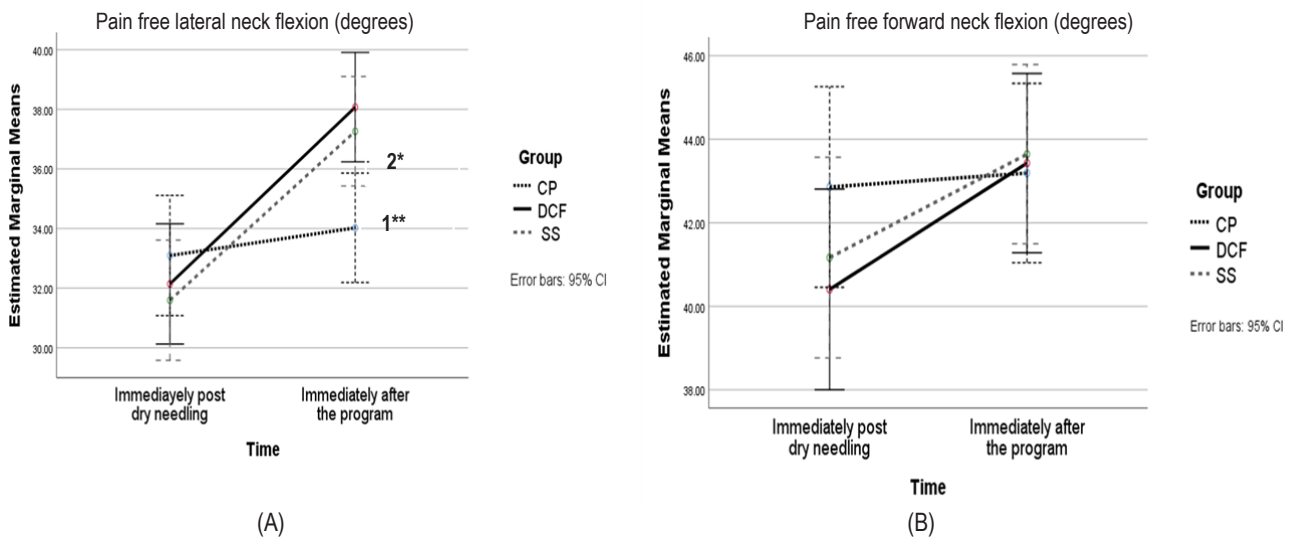 Pain free lateral neck flexion (degrees)
40.00
38.00
36.00
34.00
32.00
30.00
Estimated Marginal Means
2*
1**
Group
CP
DCF
SS
Error bars: 95% CI
Immediayely post
dry needling
Immediately after
the program
Time
(A)
Pain free forward neck flexion (degrees)
46.00
44.00
42.00
40.00
38.00
Estimated Marginal Means
Group
CP
DCF
SS
Error bars: 95% CI
Immediately post
dry needling
Immediately after
the program
Time
(B)